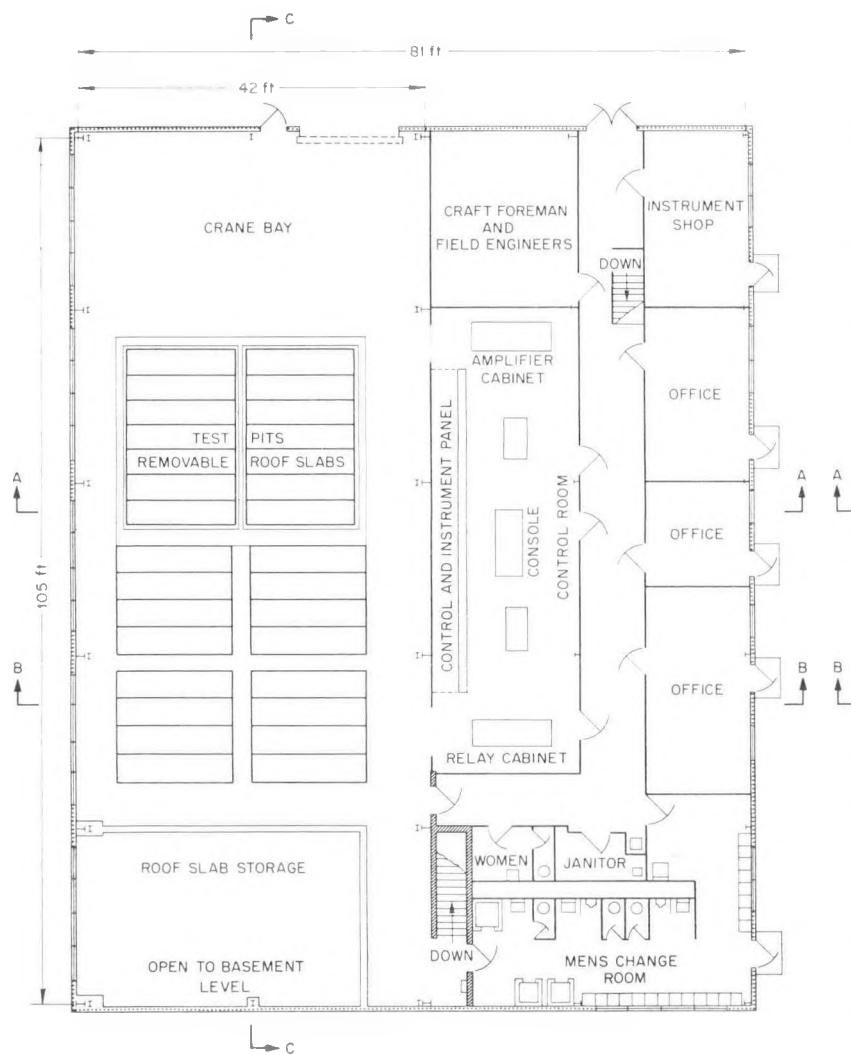 C
81 ft
42 ft
CRANE BAY
CRAFT FOREMAN
AND
FIELD ENGINEERS
INSTRUMENT
SHOP
DOWN
AMPLIFIER
CABINET
OFFICE
TEST PITS
REMOVABLE ROOF SLABS
CONTROL AND INSTRUMENT PANEL
CONSOLE
CONTROL ROOM
A
A
A
OFFICE
105 ft
B
B
B
OFFICE
RELAY CABINET
ROOF SLAB STORAGE
WOMEN
JANITOR
OPEN TO BASEMENT
LEVEL
DOWN
MENS CHANGE
ROOM
C